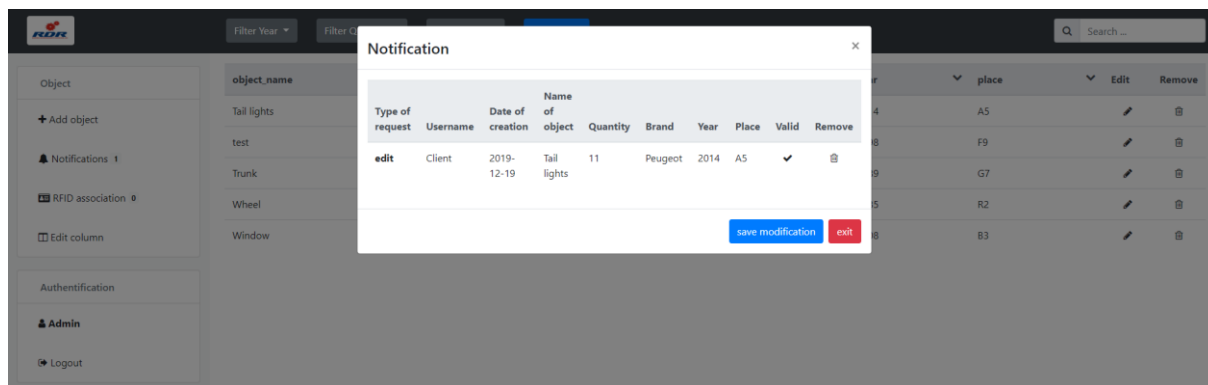 RDR
Filter Year
Filter Q
Search ...
Notification
×
Object
Add object
Notifications 1
RFID association 0
Edit column
Authentification
Admin
Logout
object_name
place
Edit
Remove
Tail lights
4
A5
test
F9
Trunk
G7
Wheel
R2
Window
B3
Type of request
Username
Date of creation
Name of object
Quantity
Brand
Year
Place
Valid
Remove
edit
Client
2019-12-19
Tail lights
11
Peugeot
2014
A5
save modification
exit